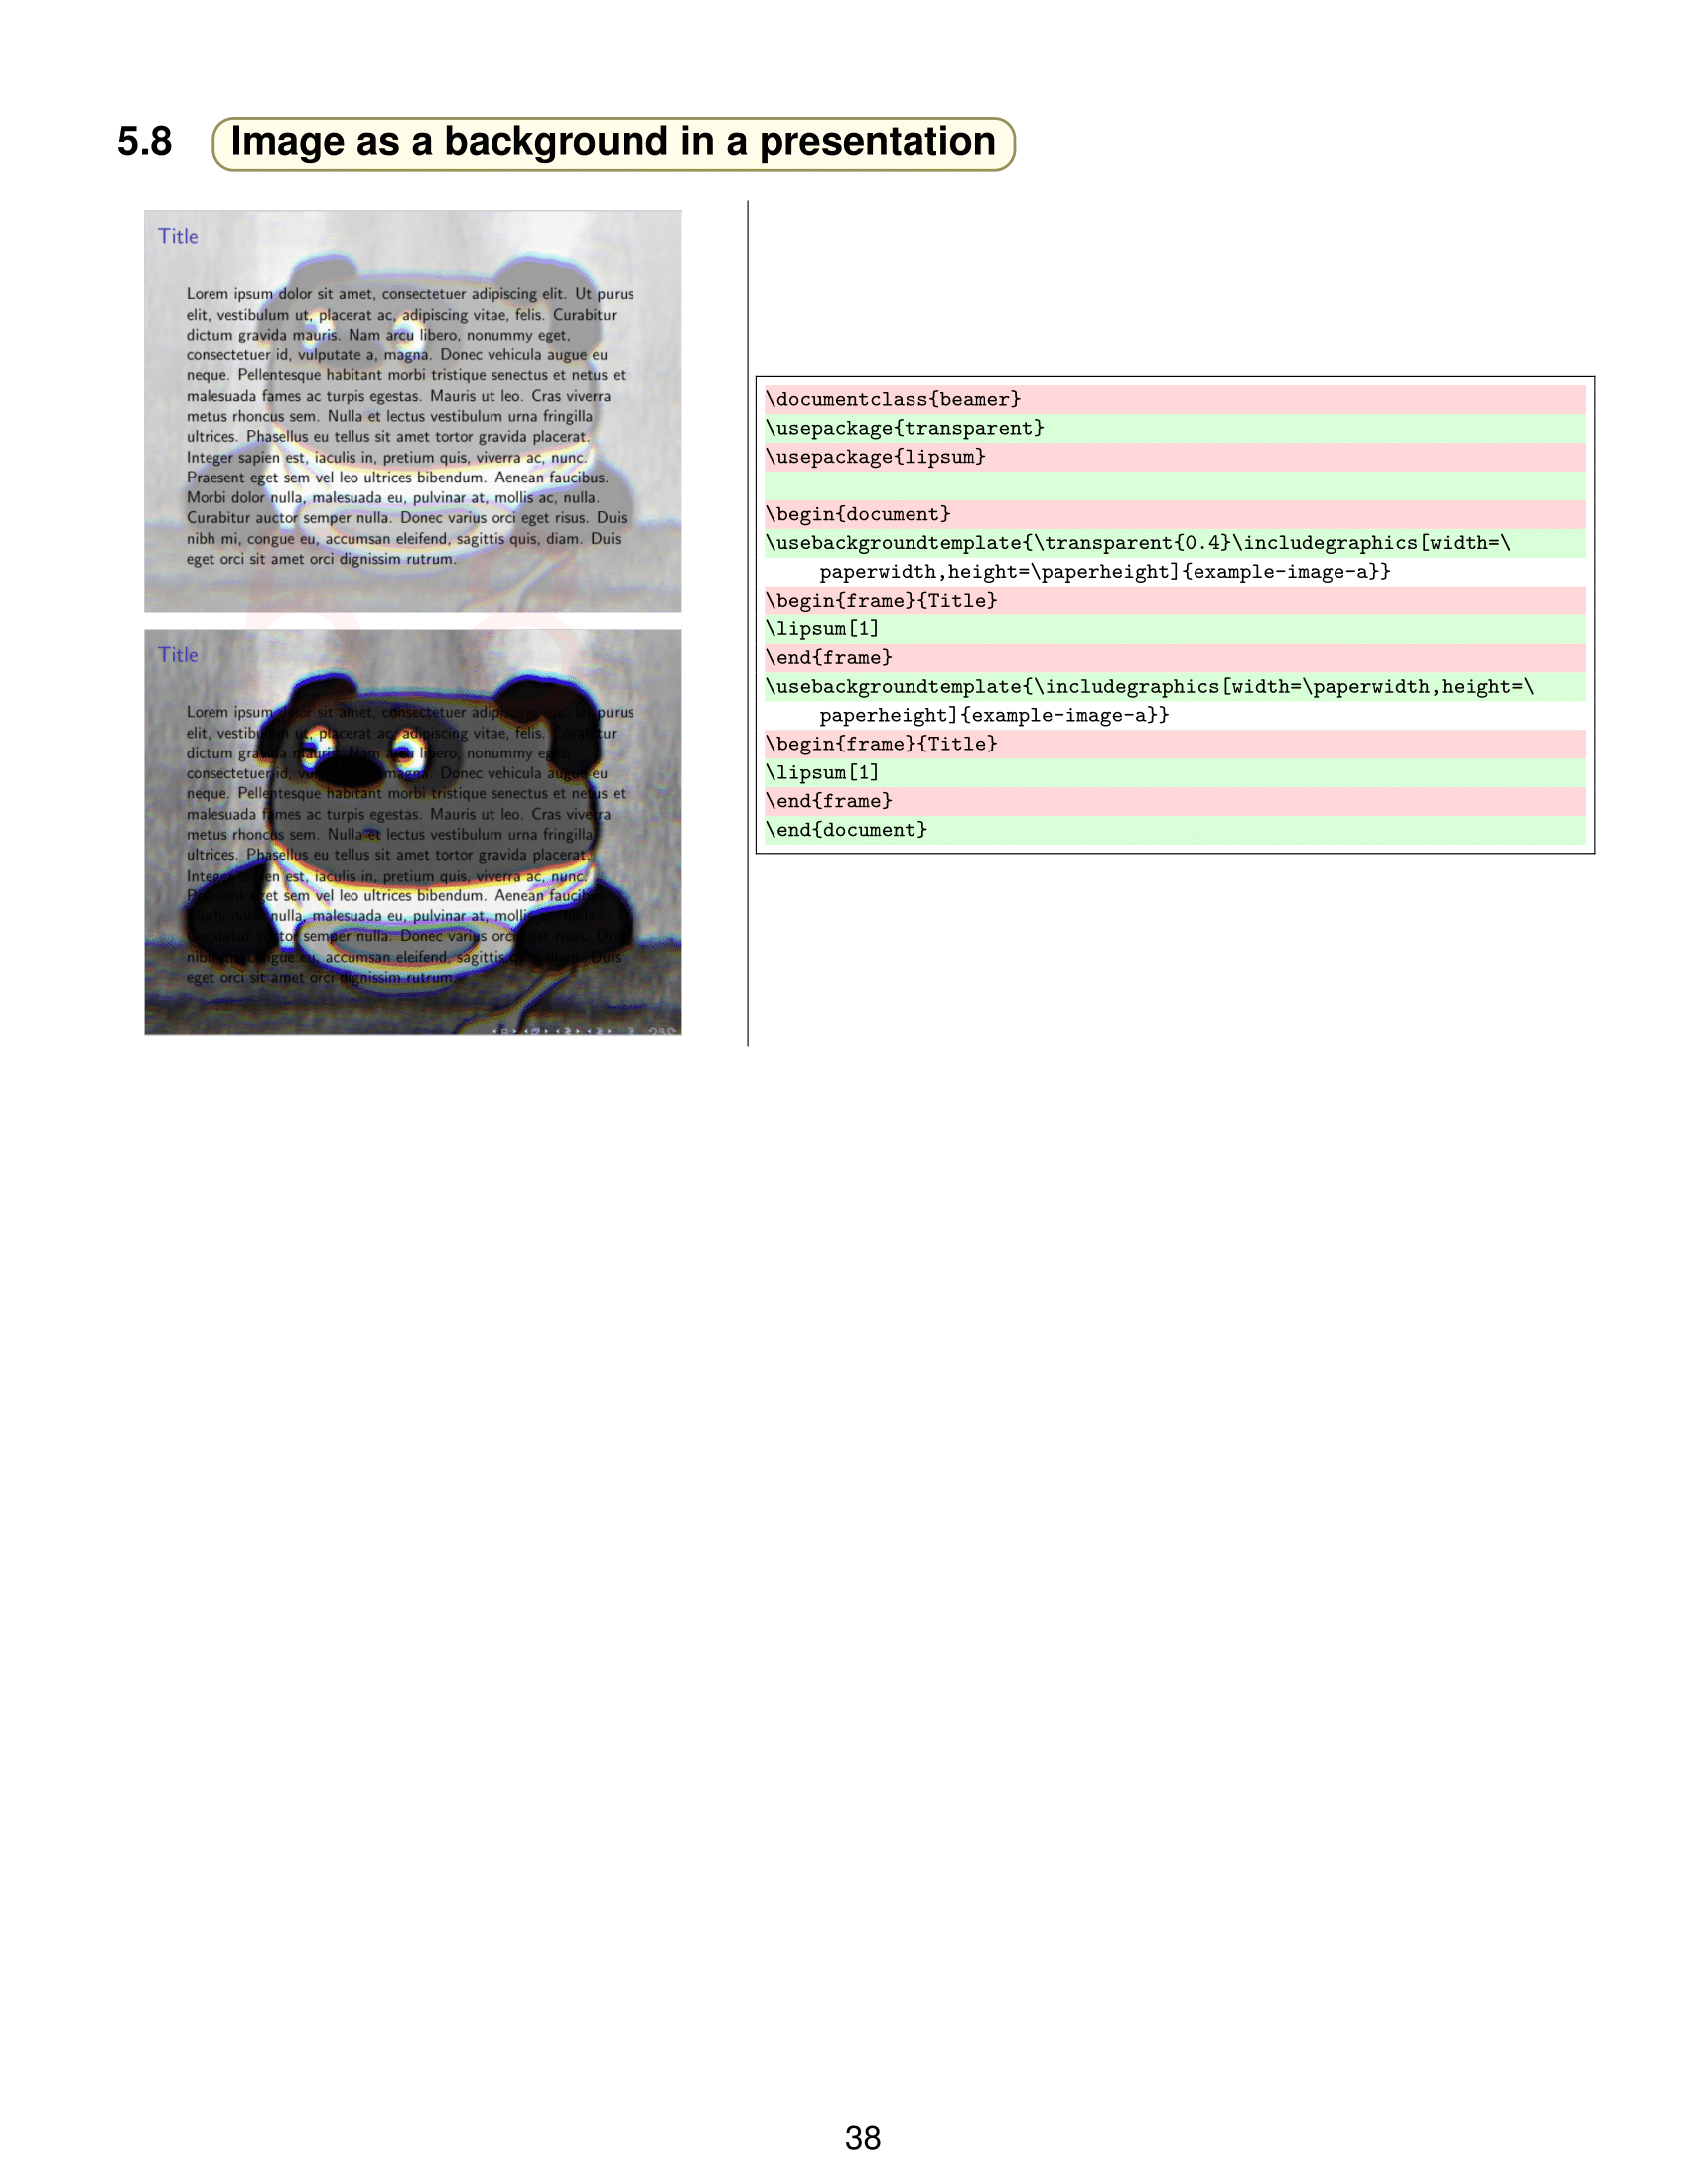 5.8 Image as a background in a presentation
Title
Lorem ipsum dolor sit amet, consectetuer adipiscing elit. Ut purus
elit, vestibulum ut, placerat ac, adipiscing vitae, felis. Curabitur
dictum gravida mauris. Nam arcu libero, nonummy eget,
consectetuer id, vulputate a, magna. Donec vehicula augue eu
neque. Pellentesque habitant morbi tristique senectus et netus et
malesuada fames ac turpis egestas. Mauris ut leo. Cras viverra
metus rhoncus sem. Nulla et lectus vestibulum urna fringilla
ultrices. Phasellus eu tellus sit amet tortor gravida placerat.
Integer sapien est, iaculis in, pretium quis, viverra ac, nunc.
Praesent eget sem vel leo ultrices bibendum. Aenean faucibus.
Morbi dolor nulla, malesuada eu, pulvinar at, mollis ac, nulla.
Curabitur auctor semper nulla. Donec varius orci eget risus. Duis
nibh mi, congue eu, accumsan eleifend, sagittis quis, diam. Duis
eget orci sit amet orci dignissim rutrum.
Title
Lorem ipsum dolor sit amet, consectetuer adipiscing elit. Ut purus
elit, vestibulum ut, placerat ac, adipiscing vitae, felis. Curabitur
dictum gravida mauris. Nam arcu libero, nonummy eget,
consectetuer id, magna. Donec vehicula augue eu
neque. Pellentesque habitant morbi tristique senectus et netus et
malesuada fames ac turpis egestas. Mauris ut leo. Cras viverra
metus rhoncus sem. Nulla et lectus vestibulum urna fringilla
ultrices. Phasellus eu tellus sit amet tortor gravida placerat.
Integer sapien est, iaculis in, pretium quis, viverra ac, nunc.
Praesent eget sem vel leo ultrices bibendum. Aenean faucibus.
Morbi dolor nulla, malesuada eu, pulvinar at, mollis ac, nulla.
Curabitur auctor semper nulla. Donec varius orci eget risus. Duis
nibh congue eu, accumsan eleifend, sagittis quis, diam. Duis
eget orci sit amet orci dignissim rutrum.
\documentclass{beamer}
\usepackage{transparent}
\usepackage{lipsum}
\begin{document}
\usebackgroundtemplate{\transparent{0.4}\includegraphics[width=\
paperwidth,height=\paperheight]{example-image-a}}
\begin{frame}{Title}
\lipsum[1]
\end{frame}
\usebackgroundtemplate{\includegraphics[width=\paperwidth,height=\
paperheight]{example-image-a}}
\begin{frame}{Title}
\lipsum[1]
\end{frame}
\end{document}
38